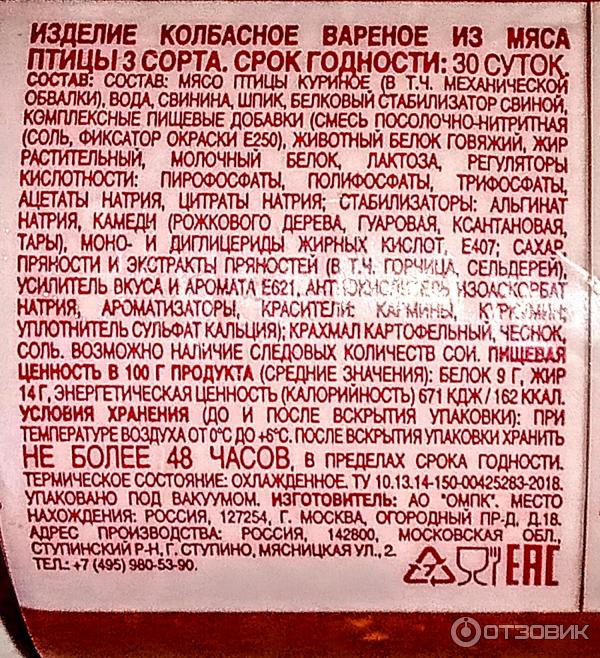 ИЗДЕЛИЕ КОЛБАСНОЕ ВАРЕНОЕ ИЗ МЯСА
ПТИЦЫ 3 СОРТА. СРОК ГОДНОСТИ: 30 СУТОК.
СОСТАВ: СОСТАВ: МЯСО ПТИЦЫ КУРИНОЕ (В Т.Ч. МЕХАНИЧЕСКОЙ
ОБВАЛКИ), ВОДА, СВИНИНА, ШПИК, БЕЛКОВЫЙ СТАБИЛИЗАТОР СВИНОЙ,
КОМПЛЕКСНЫЕ ПИЩЕВЫЕ ДОБАВКИ (СМЕСЬ ПОСОЛОЧНО-НИТРИТНАЯ
(СОЛЬ, ФИКСАТОР ОКРАСКИ Е250), ЖИВОТНЫЙ БЕЛОК ГОВЯЖИЙ, ЖИР
РАСТИТЕЛЬНЫЙ, МОЛОЧНЫЙ БЕЛОК, ЛАКТОЗА, РЕГУЛЯТОРЫ
КИСЛОТНОСТИ: ПИРОФОСФАТЫ, ПОЛИФОСФАТЫ, ТРИФОСФАТЫ,
АЦЕТАТЫ НАТРИЯ, ЦИТРАТЫ НАТРИЯ; СТАБИЛИЗАТОРЫ: АЛЬГИНАТ
НАТРИЯ, КАМЕДИ (РОЖКОВОГО ДЕРЕВА, ГУАРОВАЯ, КСАНТАНОВАЯ,
ТАРЫ), МОНО- И ДИГЛИЦЕРИДЫ ЖИРНЫХ КИСЛОТ, Е407; САХАР,
ПРЯНОСТИ И ЭКСТРАКТЫ ПРЯНОСТЕЙ (В Т.Ч. ГОРЧИЦА, СЕЛЬДЕРЕЙ),
УСИЛИТЕЛЬ ВКУСА И АРОМАТА Е621, АНТИОКИСЛИТЕЛЬ ИЗОАСКОРБАТ
НАТРИЯ, АРОМАТИЗАТОРЫ, КРАСИТЕЛИ: КАРМИНЫ, КУРКУМИН;
УПЛОТНИТЕЛЬ СУЛЬФАТ КАЛЬЦИЯ); КРАХМАЛ КАРТОФЕЛЬНЫЙ, ЧЕСНОК,
СОЛЬ. ВОЗМОЖНО НАЛИЧИЕ СЛЕДОВЫХ КОЛИЧЕСТВ СОИ. ПИЩЕВАЯ
ЦЕННОСТЬ В 100 Г ПРОДУКТА (СРЕДНИЕ ЗНАЧЕНИЯ): БЕЛОК 9 Г, ЖИР
14 Г, ЭНЕРГЕТИЧЕСКАЯ ЦЕННОСТЬ (КАЛОРИЙНОСТЬ) 671 КДЖ / 162 ККАЛ.
УСЛОВИЯ ХРАНЕНИЯ (ДО И ПОСЛЕ ВСКРЫТИЯ УПАКОВКИ): ПРИ
ТЕМПЕРАТУРЕ ВОЗДУХА ОТ 0°С ДО +6°С. ПОСЛЕ ВСКРЫТИЯ УПАКОВКИ ХРАНИТЬ
НЕ БОЛЕЕ 48 ЧАСОВ, В ПРЕДЕЛАХ СРОКА ГОДНОСТИ.
ТЕРМИЧЕСКОЕ СОСТОЯНИЕ: ОХЛАЖДЕННОЕ. ТУ 10.13.14-150-00425283-2018.
УПАКОВАНО ПОД ВАКУУМОМ. ИЗГОТОВИТЕЛЬ: АО "ОМПК". МЕСТО
НАХОЖДЕНИЯ: РОССИЯ, 127254, Г. МОСКВА, ОГОРОДНЫЙ ПР-Д, Д.18.
АДРЕС ПРОИЗВОДСТВА: РОССИЯ, 142800, МОСКОВСКАЯ ОБЛ.,
СТУПИНСКИЙ Р-Н, Г. СТУПИНО, МЯСНИЦКАЯ УЛ., 2.
ТЕЛ.: +7 (495) 980-53-90.
7
EAC
ОТЗОВИК